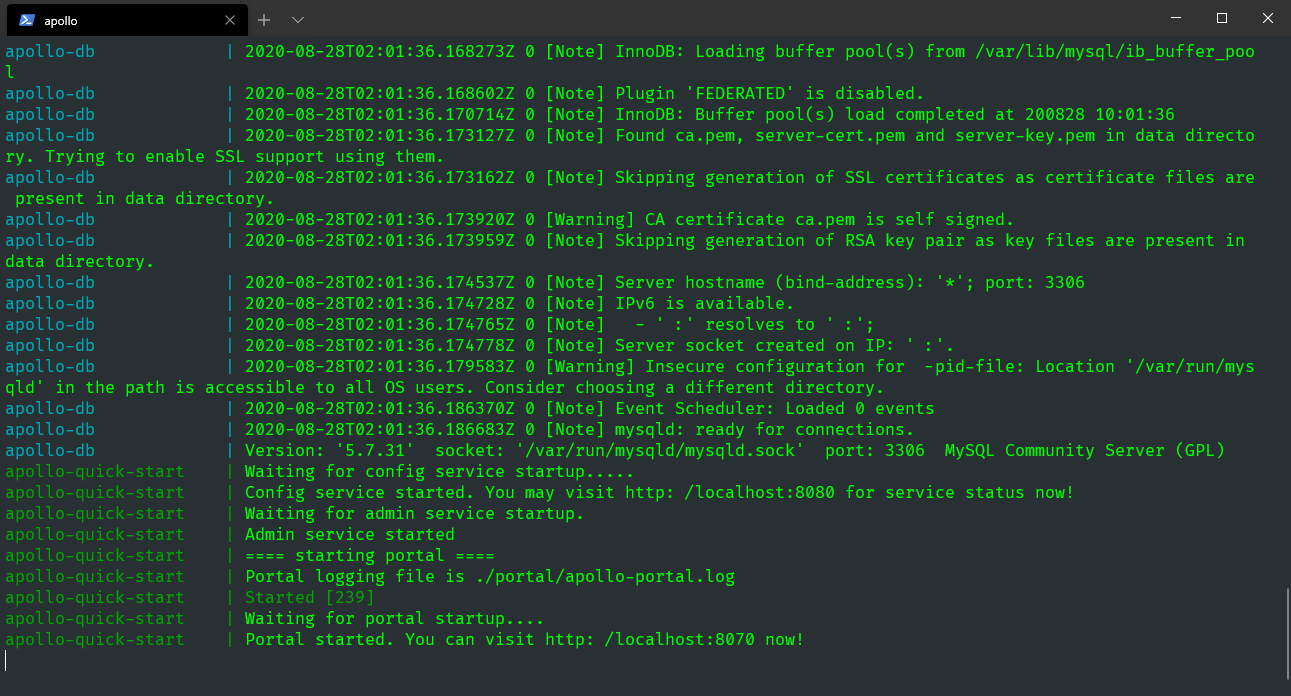 apollo
apollo-db | 2020-08-28T02:01:36.168273Z 0 [Note] InnoDB: Loading buffer pool(s) from /var/lib/mysql/ib_buffer_poo
l
apollo-db | 2020-08-28T02:01:36.168602Z 0 [Note] Plugin 'FEDERATED' is disabled.
apollo-db | 2020-08-28T02:01:36.170714Z 0 [Note] InnoDB: Buffer pool(s) load completed at 200828 10:01:36
apollo-db | 2020-08-28T02:01:36.173127Z 0 [Note] Found ca.pem, server-cert.pem and server-key.pem in data directo
ry. Trying to enable SSL support using them.
apollo-db | 2020-08-28T02:01:36.173162Z 0 [Note] Skipping generation of SSL certificates as certificate files are
present in data directory.
apollo-db | 2020-08-28T02:01:36.173920Z 0 [Warning] CA certificate ca.pem is self signed.
apollo-db | 2020-08-28T02:01:36.173959Z 0 [Note] Skipping generation of RSA key pair as key files are present in
data directory.
apollo-db | 2020-08-28T02:01:36.174537Z 0 [Note] Server hostname (bind-address): '*'; port: 3306
apollo-db | 2020-08-28T02:01:36.174728Z 0 [Note] IPv6 is available.
apollo-db | 2020-08-28T02:01:36.174765Z 0 [Note]   - ' :' resolves to ' :';
apollo-db | 2020-08-28T02:01:36.174778Z 0 [Note] Server socket created on IP: ' :'.
apollo-db | 2020-08-28T02:01:36.179583Z 0 [Warning] Insecure configuration for  -pid-file: Location '/var/run/mys
qld' in the path is accessible to all OS users. Consider choosing a different directory.
apollo-db | 2020-08-28T02:01:36.186370Z 0 [Note] Event Scheduler: Loaded 0 events
apollo-db | 2020-08-28T02:01:36.186683Z 0 [Note] mysqld: ready for connections.
apollo-db | Version: '5.7.31'  socket: '/var/run/mysqld/mysqld.sock'  port: 3306  MySQL Community Server (GPL)
apollo-quick-start | Waiting for config service startup.....
apollo-quick-start | Config service started. You may visit http: /localhost:8080 for service status now!
apollo-quick-start | Waiting for admin service startup.
apollo-quick-start | Admin service started
apollo-quick-start | ==== starting portal ====
apollo-quick-start | Portal logging file is ./portal/apollo-portal.log
apollo-quick-start | Started [239]
apollo-quick-start | Waiting for portal startup....
apollo-quick-start | Portal started. You can visit http: /localhost:8070 now!